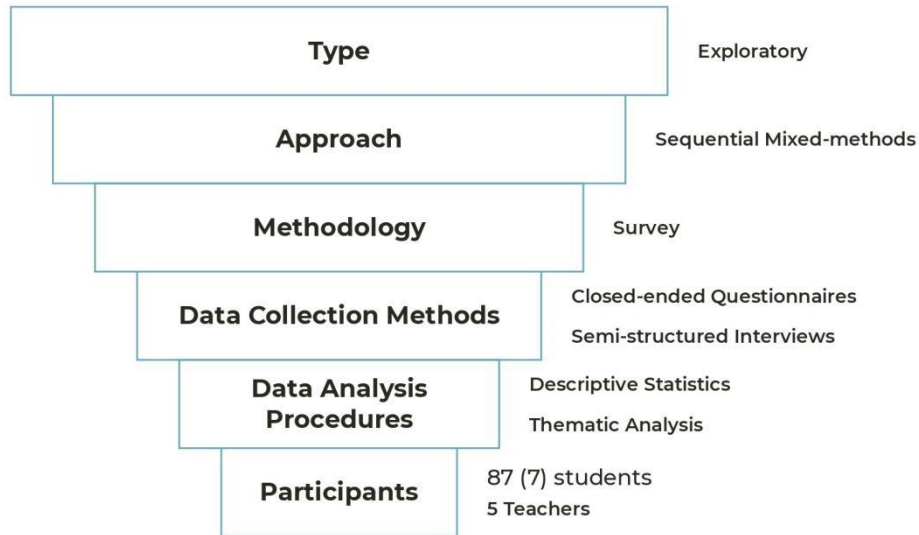 Type
Exploratory
Approach
Sequential Mixed-methods
Methodology
Survey
Data Collection Methods
Closed-ended Questionnaires
Semi-structured Interviews
Data Analysis
Procedures
Descriptive Statistics
Thematic Analysis
Participants
87 (7) students
5 Teachers